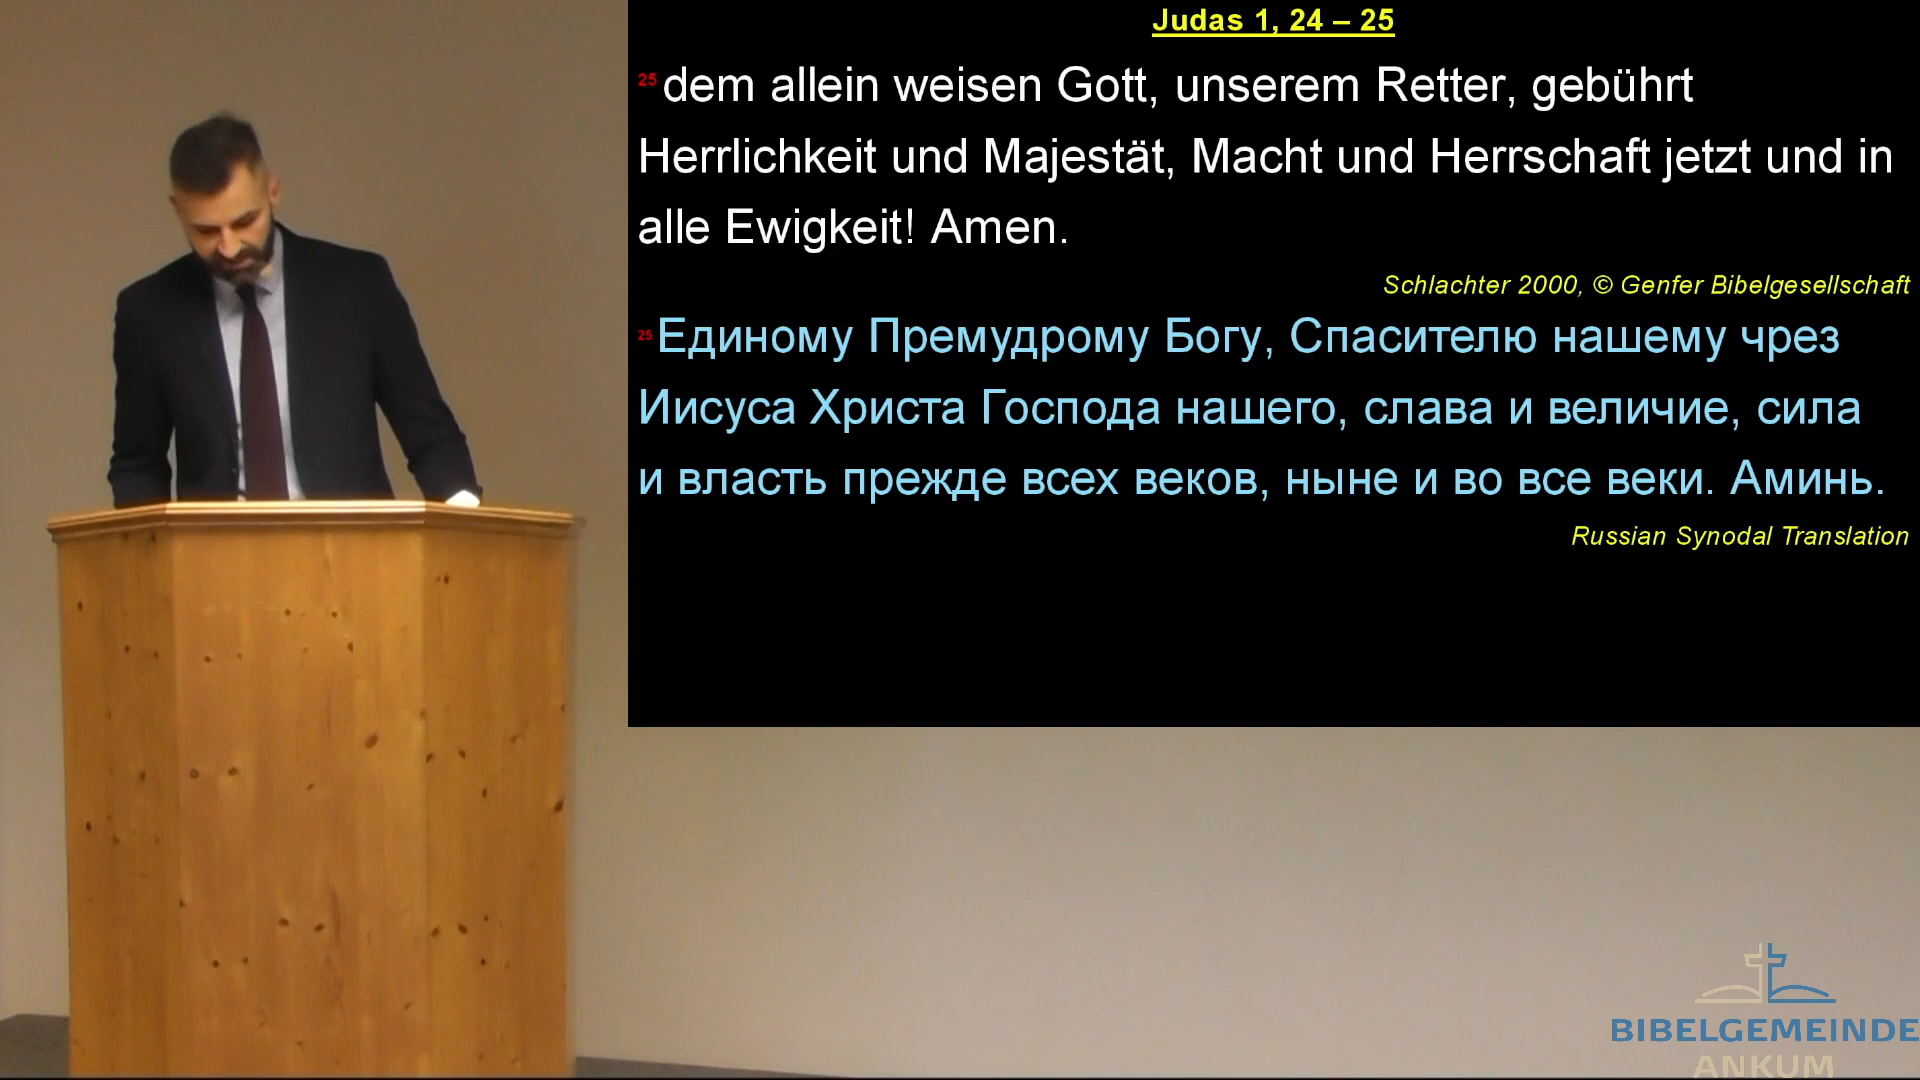 Judas 1, 24 – 25
25 dem allein weisen Gott, unserem Retter, gebührt
Herrlichkeit und Majestät, Macht und Herrschaft jetzt und in
alle Ewigkeit! Amen.
Schlachter 2000, © Genfer Bibelgesellschaft
25 Единому Премудрому Богу, Спасителю нашему чрез
Иисуса Христа Господа нашего, слава и величие, сила
и власть прежде всех веков, ныне и во все веки. Аминь.
Russian Synodal Translation
BIBELGEMEINDE
ANKUM